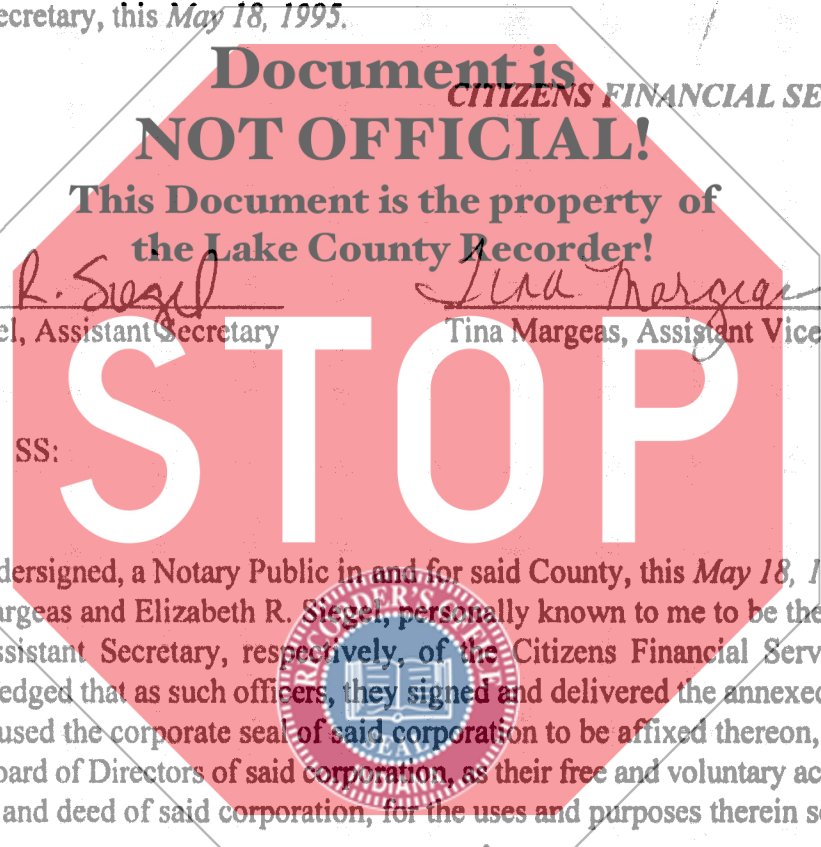 ecretary, this May 18, 1995.
Document is
CITIZENS FINANCIAL SE
NOT OFFICIAL!
This Document is the property of
the Lake County Recorder!
R. Siegel Tina Margeas
el, Assistant Secretary Tina Margeas, Assistant Vice
STOP
SS:
dersigned, a Notary Public in and for said County, this May 18, 1
argeas and Elizabeth R. Siegel, personally known to me to be the
ssistant Secretary, respectively, of the Citizens Financial Serv
edged that as such officers, they signed and delivered the annexed
used the corporate seal of said corporation to be affixed thereon,
oard of Directors of said corporation, as their free and voluntary ac
and deed of said corporation, for the uses and purposes therein s
RECORDER'S OFFICE
SEAL
INDIANA